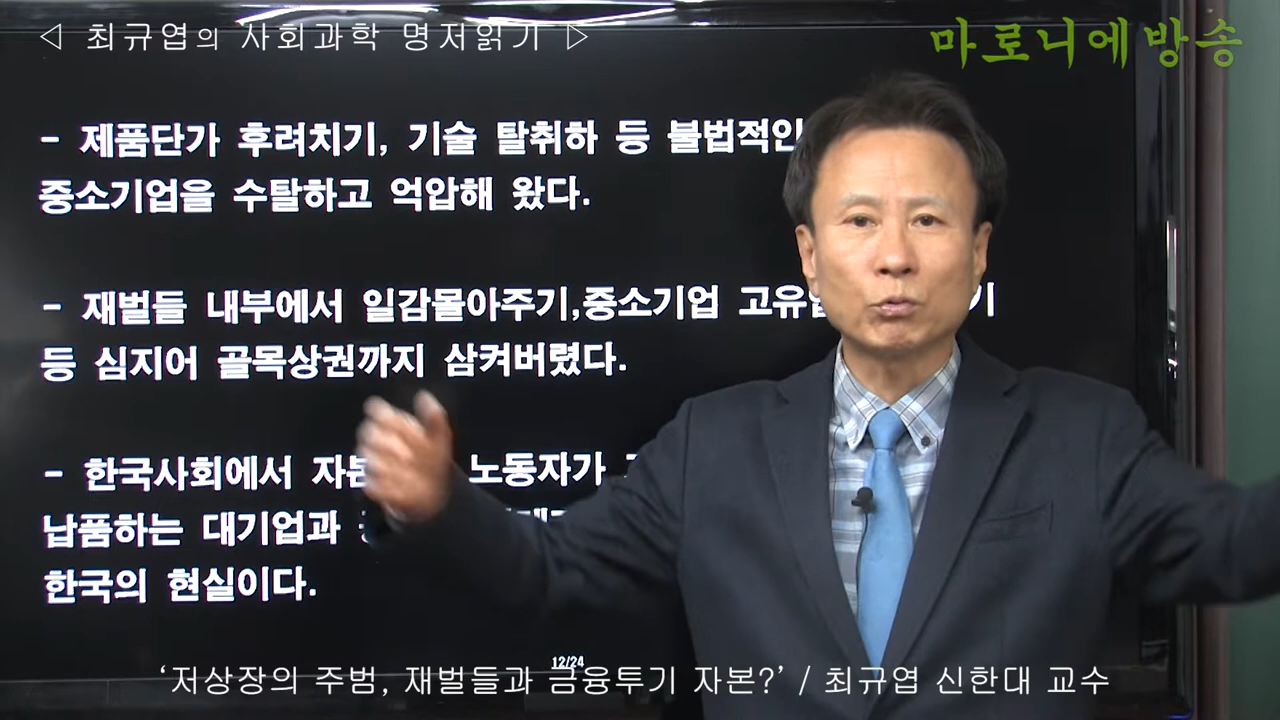 ◁ 최규엽의 사회과학 명저읽기 ▷
마로니에방송
- 제품단가 후려치기, 기술 탈취하 등 불법적인
중소기업을 수탈하고 억압해 왔다.
- 재벌들 내부에서 일감몰아주기,중소기업 고유
등 심지어 골목상권까지 삼켜버렸다.
- 한국사회에서 노동자가
납품하는 대기업과
한국의 현실이다.
12/24
‘저상장의 주범, 재벌들과 금융투기 자본?’ / 최규엽 신한대 교수